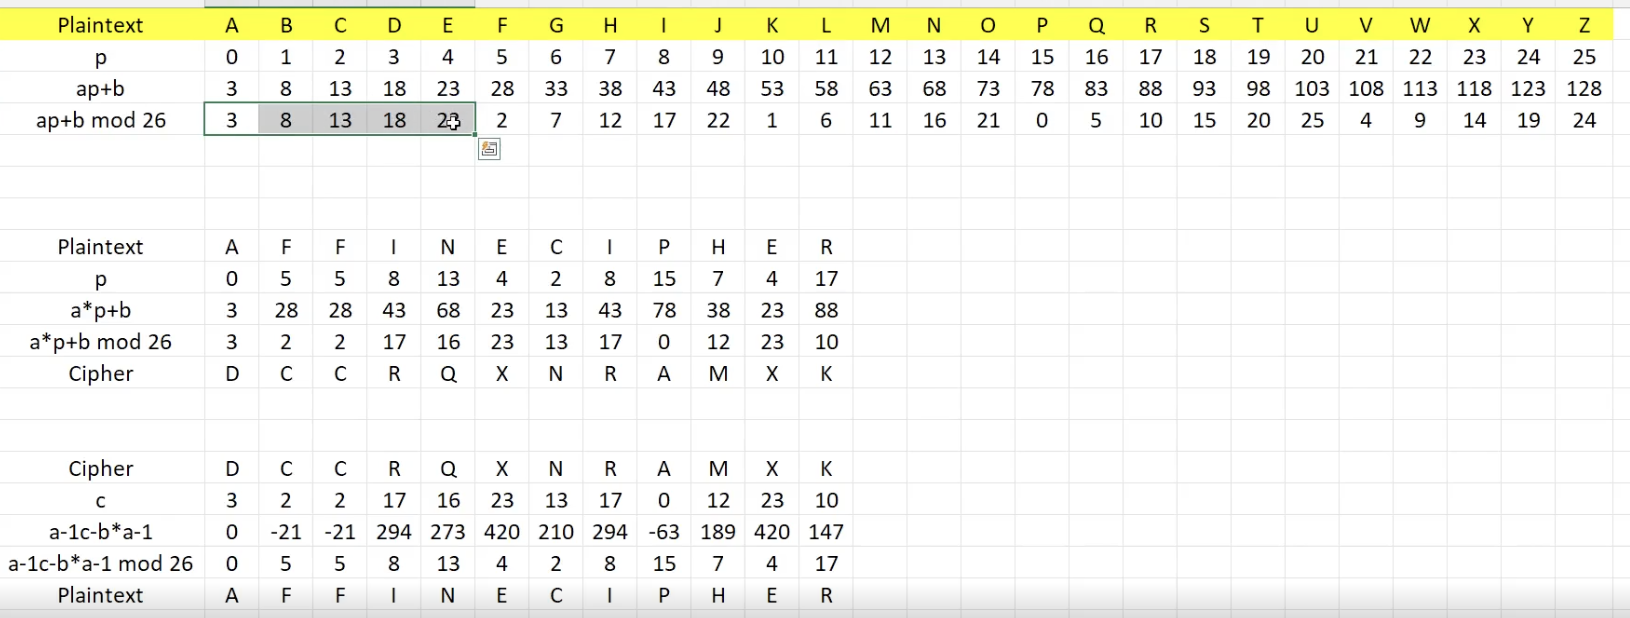 Plaintext A B C D E F G H I J K L M N O P Q R S T U V W X Y Z
p 0 1 2 3 4 5 6 7 8 9 10 11 12 13 14 15 16 17 18 19 20 21 22 23 24 25
ap+b 3 8 13 18 23 28 33 38 43 48 53 58 63 68 73 78 83 88 93 98 103 108 113 118 123 128
ap+b mod 26 3 8 13 18 23 2 7 12 17 22 1 6 11 16 21 0 5 10 15 20 25 4 9 14 19 24
Plaintext A F F I N E C I P H E R
p 0 5 5 8 13 4 2 8 15 7 4 17
a*p+b 3 28 28 43 68 23 13 43 78 38 23 88
a*p+b mod 26 3 2 2 17 16 23 13 17 0 12 23 10
Cipher D C C R Q X N R A M X K
Cipher D C C R Q X N R A M X K
c 3 2 2 17 16 23 13 17 0 12 23 10
a-1c-b*a-1 0 -21 -21 294 273 420 210 294 -63 189 420 147
a-1c-b*a-1 mod 26 0 5 5 8 13 4 2 8 15 7 4 17
Plaintext A F F I N E C I P H E R